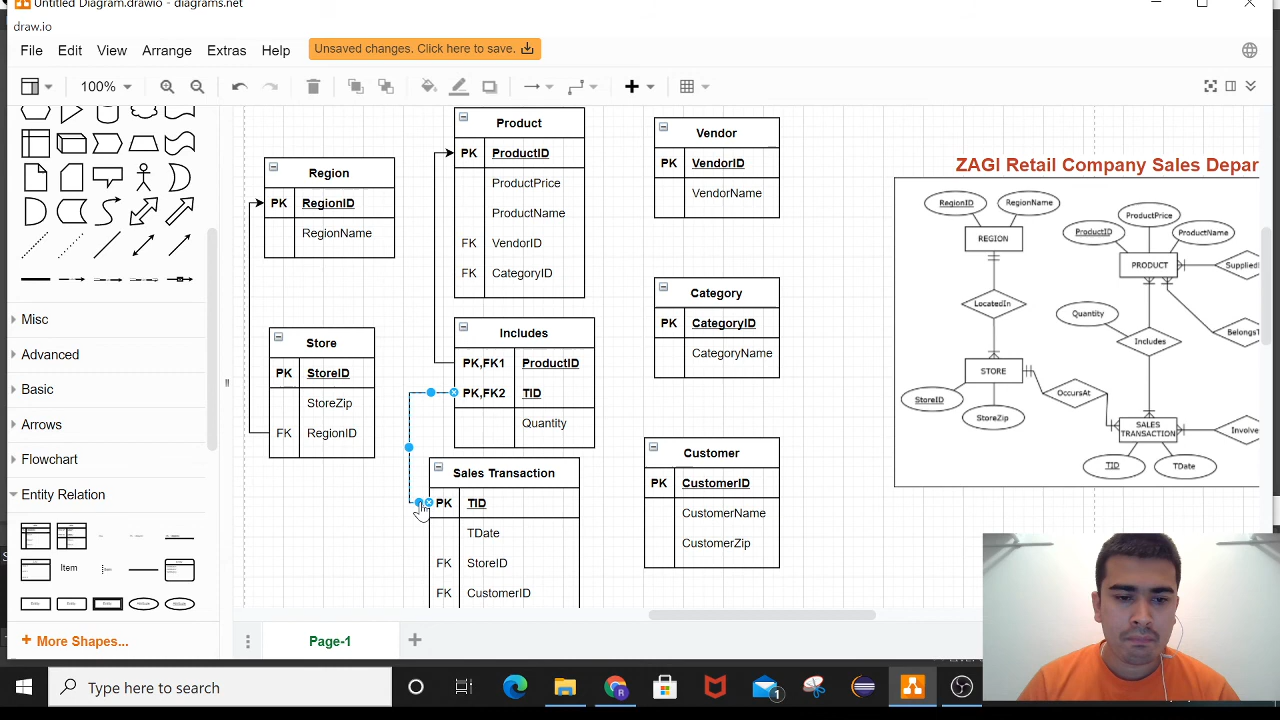 Untitled Diagram.drawio - diagrams.net
draw.io
File Edit View Arrange Extras Help
Unsaved changes. Click here to save.
100%
Misc
Advanced
Basic
Arrows
Flowchart
Entity Relation
Item
More Shapes...
Region
PK RegionID
RegionName
Store
PK StoreID
StoreZip
FK RegionID
Product
PK ProductID
ProductPrice
ProductName
FK VendorID
FK CategoryID
Includes
PK,FK1 ProductID
PK,FK2 TID
Quantity
Sales Transaction
PK TID
TDate
FK StoreID
FK CustomerID
Vendor
PK VendorID
VendorName
Category
PK CategoryID
CategoryName
Customer
PK CustomerID
CustomerName
CustomerZip
ZAGI Retail Company Sales Depar
RegionID RegionName
REGION
LocatedIn
STORE
StoreID
StoreZip
OccursAt
ProductPrice
ProductID
ProductName
PRODUCT
Supplied
Quantity
BelongsT
Includes
SALES
TRANSACTION
Involve
TID
TDate
Page-1
Type here to search
1